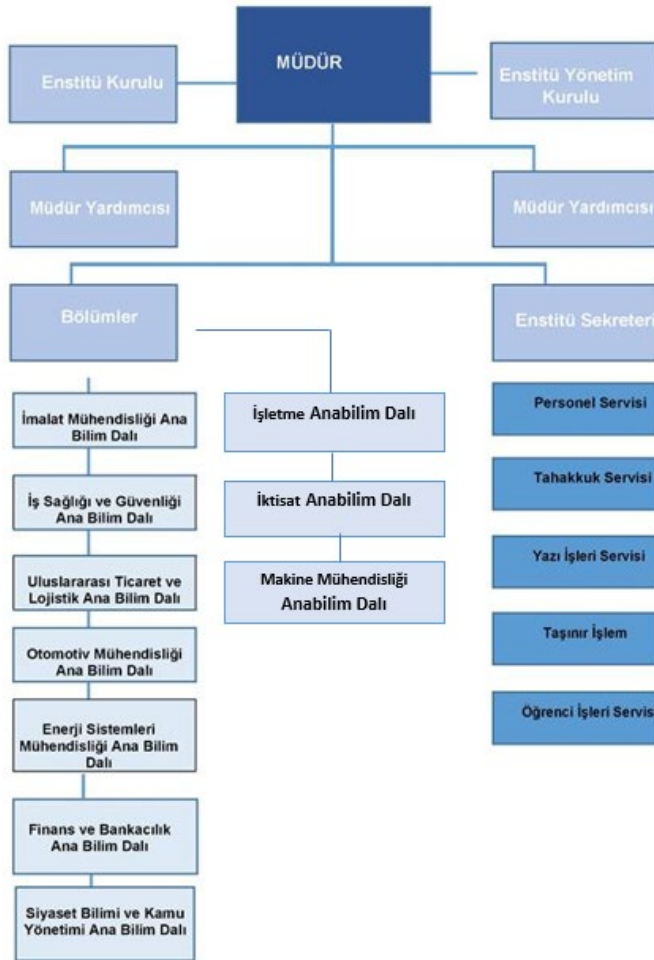 MÜDÜR
Enstitü Kurulu
Enstitü Yönetim
Kurulu
Müdür Yardımcısı
Müdür Yardımcısı
Bölümler
Enstitü Sekreteri
İmalat Mühendisliği Ana
Bilim Dalı
İş Sağlığı ve Güvenliği
Ana Bilim Dalı
Uluslararası Ticaret ve
Lojistik Ana Bilim Dalı
Otomotiv Mühendisliği
Ana Bilim Dalı
Enerji Sistemleri
Mühendisliği Ana Bilim
Dalı
Finans ve Bankacılık
Ana Bilim Dalı
Siyaset Bilimi ve Kamu
Yönetimi Ana Bilim Dalı
İşletme Anabilim Dalı
İktisat Anabilim Dalı
Makine Mühendisliği
Anabilim Dalı
Personel Servisi
Tahakkuk Servisi
Yazı İşleri Servisi
Taşınır İşlem
Öğrenci İşleri Servis